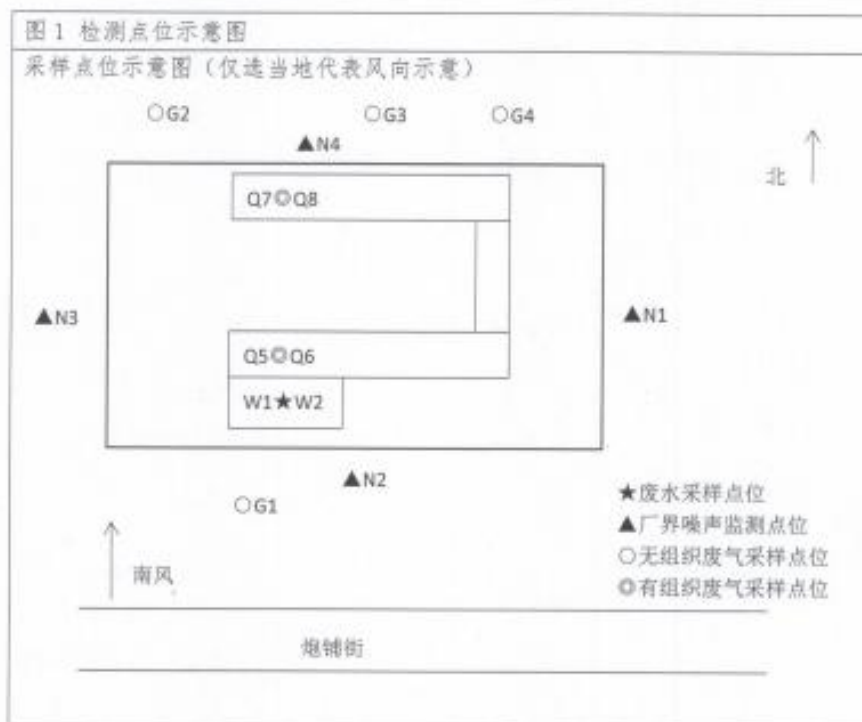 图1 检测点位示意图
采样点位示意图（仅选当地代表风向示意）
○G2 ○G3 ○G4
▲N4
北
Q7◎Q8
▲N3 ▲N1
Q5◎Q6
W1★W2
▲N2
○G1
★废水采样点位
▲厂界噪声监测点位
○无组织废气采样点位
◎有组织废气采样点位
南风
炮铺街